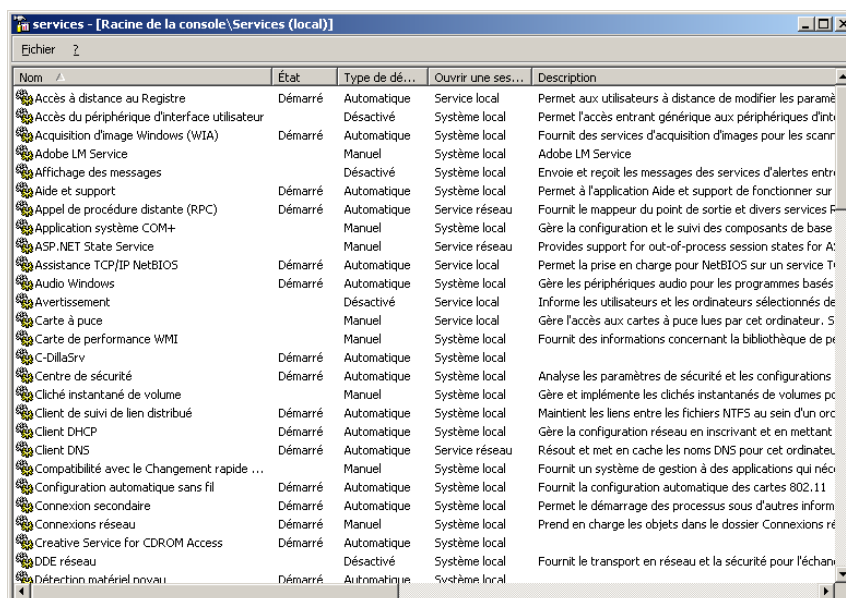 services - [Racine de la console\Services (local)]
Fichier ?
Nom État Type de dé... Ouvrir une ses... Description
Accès à distance au Registre Démarré Automatique Service local Permet aux utilisateurs à distance de modifier les paramè
Accès du périphérique d'interface utilisateur Désactivé Système local Permet l'accès entrant générique aux périphériques d'int
Acquisition d'image Windows (WIA) Démarré Automatique Système local Fournit des services d'acquisition d'images pour les scann
Adobe LM Service Manuel Système local Adobe LM Service
Affichage des messages Désactivé Système local Envoie et reçoit les messages des services d'alertes entr
Aide et support Démarré Automatique Système local Permet à l'application Aide et support de fonctionner sur
Appel de procédure distante (RPC) Démarré Automatique Service réseau Fournit le mappeur du point de sortie et divers services R
Application système COM+ Manuel Système local Gère la configuration et le suivi des composants de base
ASP.NET State Service Manuel Service réseau Provides support for out-of-process session states for AS
Assistance TCP/IP NetBIOS Démarré Automatique Service local Permet la prise en charge pour NetBIOS sur un service T
Audio Windows Démarré Automatique Système local Gère les périphériques audio pour les programmes basés
Avertissement Désactivé Service local Informe les utilisateurs et les ordinateurs sélectionnés de
Carte à puce Manuel Service local Gère l'accès aux cartes à puce lues par cet ordinateur. S
Carte de performance WMI Manuel Système local Fournit des informations concernant la bibliothèque de pe
C-DillaSrv Démarré Automatique Système local
Centre de sécurité Démarré Automatique Système local Analyse les paramètres de sécurité et les configurations
Cliché instantané de volume Manuel Système local Gère et implémente les clichés instantanés de volumes po
Client de suivi de lien distribué Démarré Automatique Système local Maintient les liens entre les fichiers NTFS au sein d'un ord
Client DHCP Démarré Automatique Système local Gère la configuration réseau en inscrivant et en mettant
Client DNS Démarré Automatique Service réseau Résout et met en cache les noms DNS pour cet ordinateu
Compatibilité avec le Changement rapide ... Manuel Système local Fournit un système de gestion à des applications qui néc
Configuration automatique sans fil Démarré Automatique Système local Fournit la configuration automatique des cartes 802.11
Connexion secondaire Démarré Automatique Système local Permet le démarrage des processus sous d'autres inform
Connexions réseau Démarré Manuel Système local Prend en charge les objets dans le dossier Connexions ré
Creative Service for CDROM Access Démarré Automatique Système local
DDE réseau Désactivé Système local Fournit le transport en réseau et la sécurité pour l'échan
Détection matériel noyau Démarré Automatique Système local